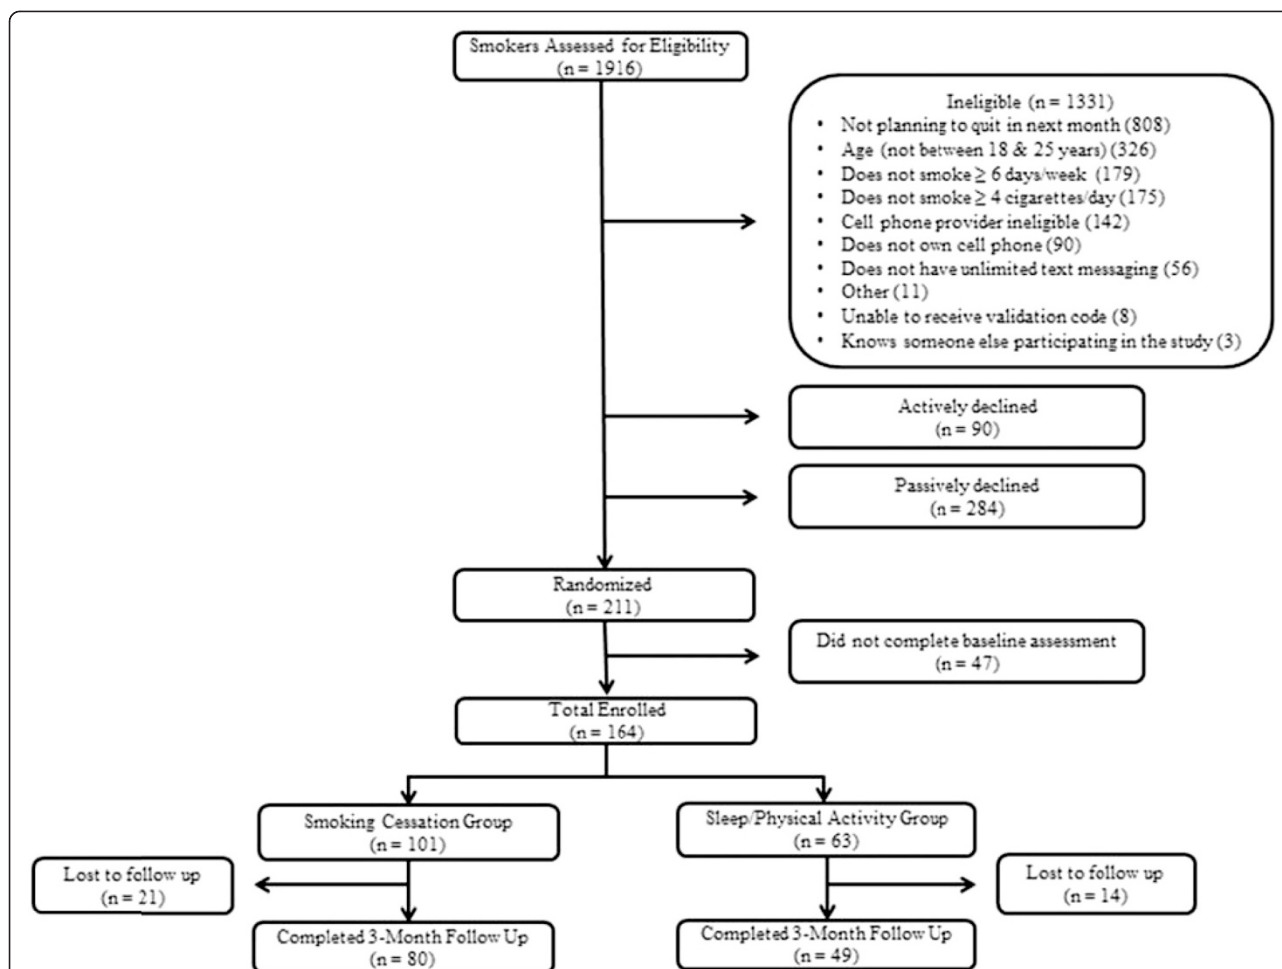 Smokers Assessed for Eligibility
(n = 1916)
Ineligible (n = 1331)
• Not planning to quit in next month (808)
• Age (not between 18 & 25 years) (326)
• Does not smoke ≥ 6 days/week (179)
• Does not smoke ≥ 4 cigarettes/day (175)
• Cell phone provider ineligible (142)
• Does not own cell phone (90)
• Does not have unlimited text messaging (56)
• Other (11)
• Unable to receive validation code (8)
• Knows someone else participating in the study (3)
Actively declined
(n = 90)
Passively declined
(n = 284)
Randomized
(n = 211)
Did not complete baseline assessment
(n = 47)
Total Enrolled
(n = 164)
Smoking Cessation Group
(n = 101)
Sleep/Physical Activity Group
(n = 63)
Lost to follow up
(n = 21)
Lost to follow up
(n = 14)
Completed 3-Month Follow Up
(n = 80)
Completed 3-Month Follow Up
(n = 49)